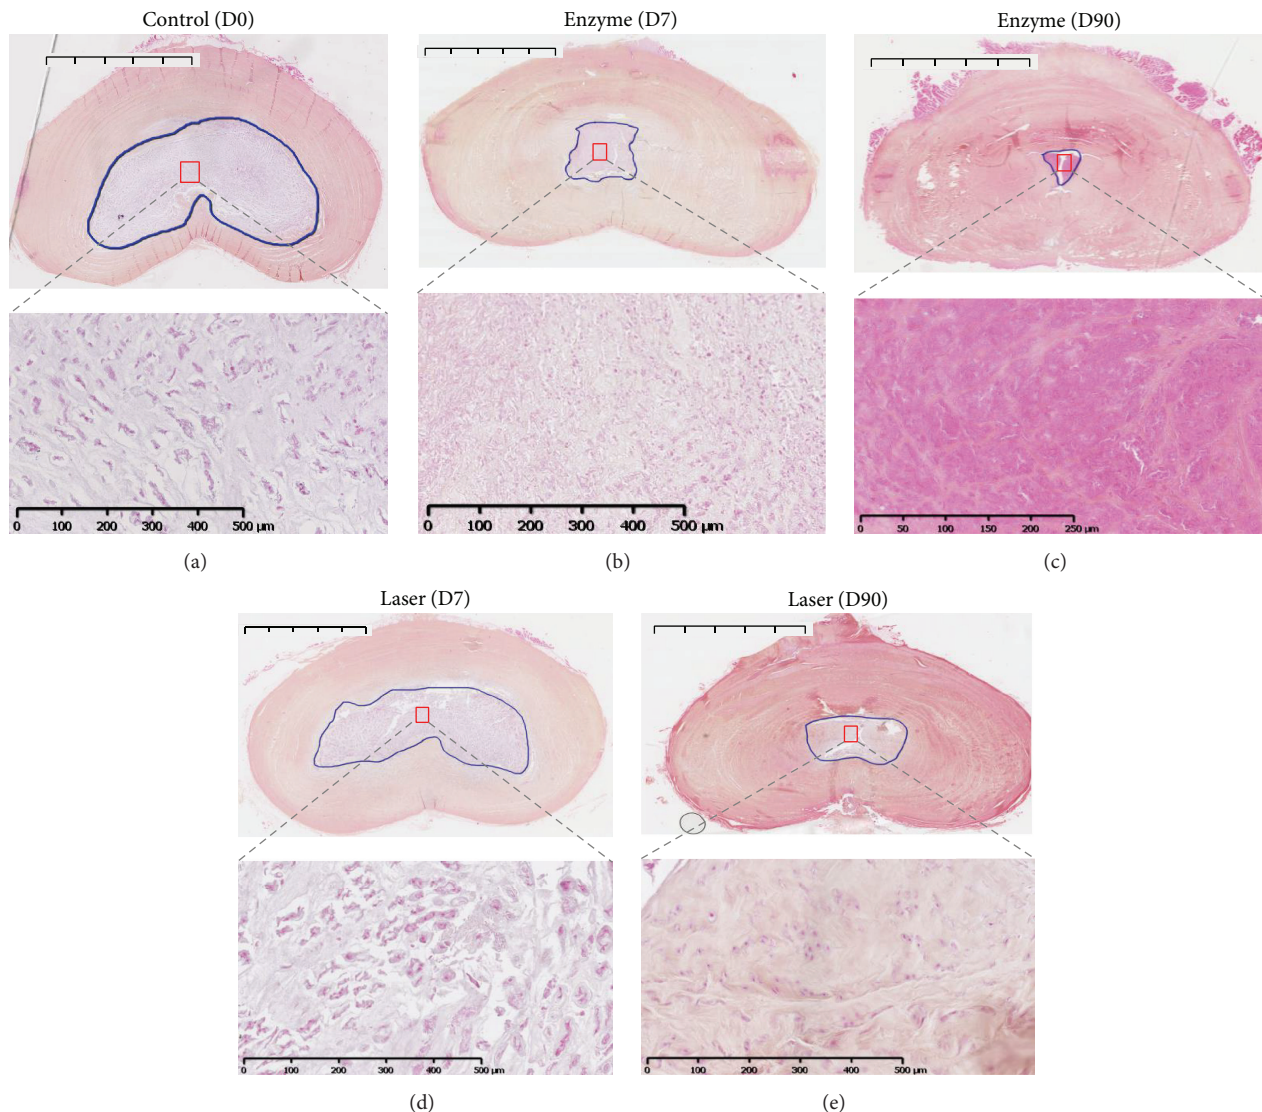 Control (D0)
Enzyme (D7)
Enzyme (D90)
0 100 200 300 400 500 µm
0 100 200 300 400 500 µm
0 50 100 150 200 250 µm
(a)
(b)
(c)
Laser (D7)
Laser (D90)
0 100 200 300 400 500 µm
0 100 200 300 400 500 µm
(d)
(e)